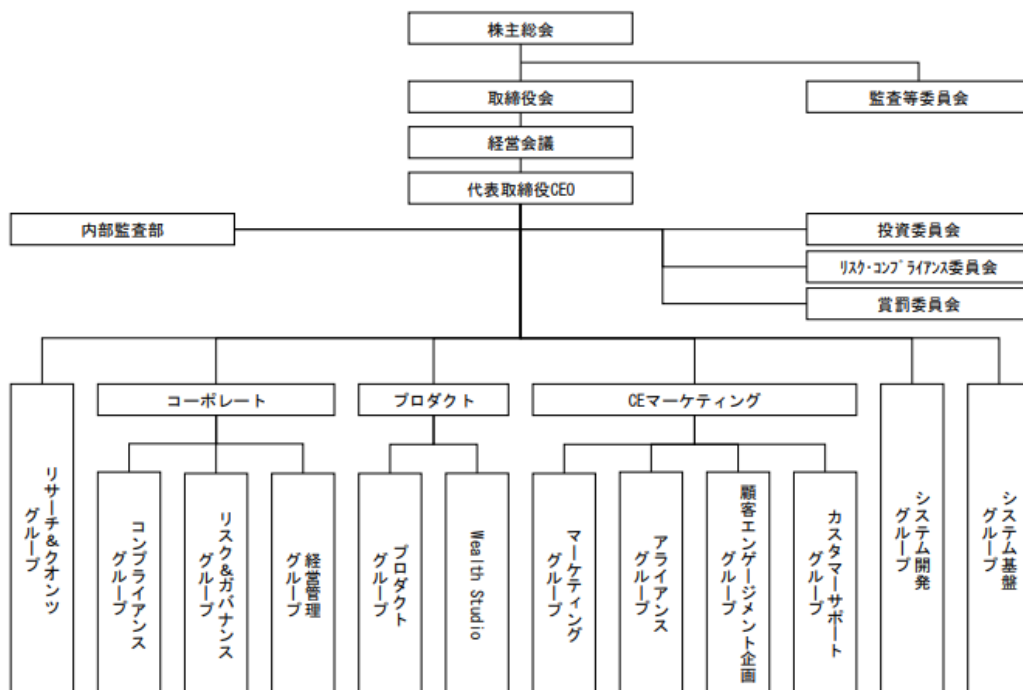 株主総会
取締役会
監査等委員会
経営会議
代表取締役CEO
内部監査部
投資委員会
ﾘｽｸ・ｺﾝﾌﾟﾗｲｱﾝｽ委員会
賞罰委員会
コーポレート
プロダクト
CEマーケティング
リサーチ&クオンツ
グループ
コンプライアンス
グループ
リスク&ガバナンス
グループ
経営管理
グループ
プロダクト
グループ
Wealth Studio
マーケティング
グループ
アライアンス
グループ
顧客エンゲージメント企画
グループ
カスタマーサポート
グループ
システム開発
グループ
システム基盤
グループ